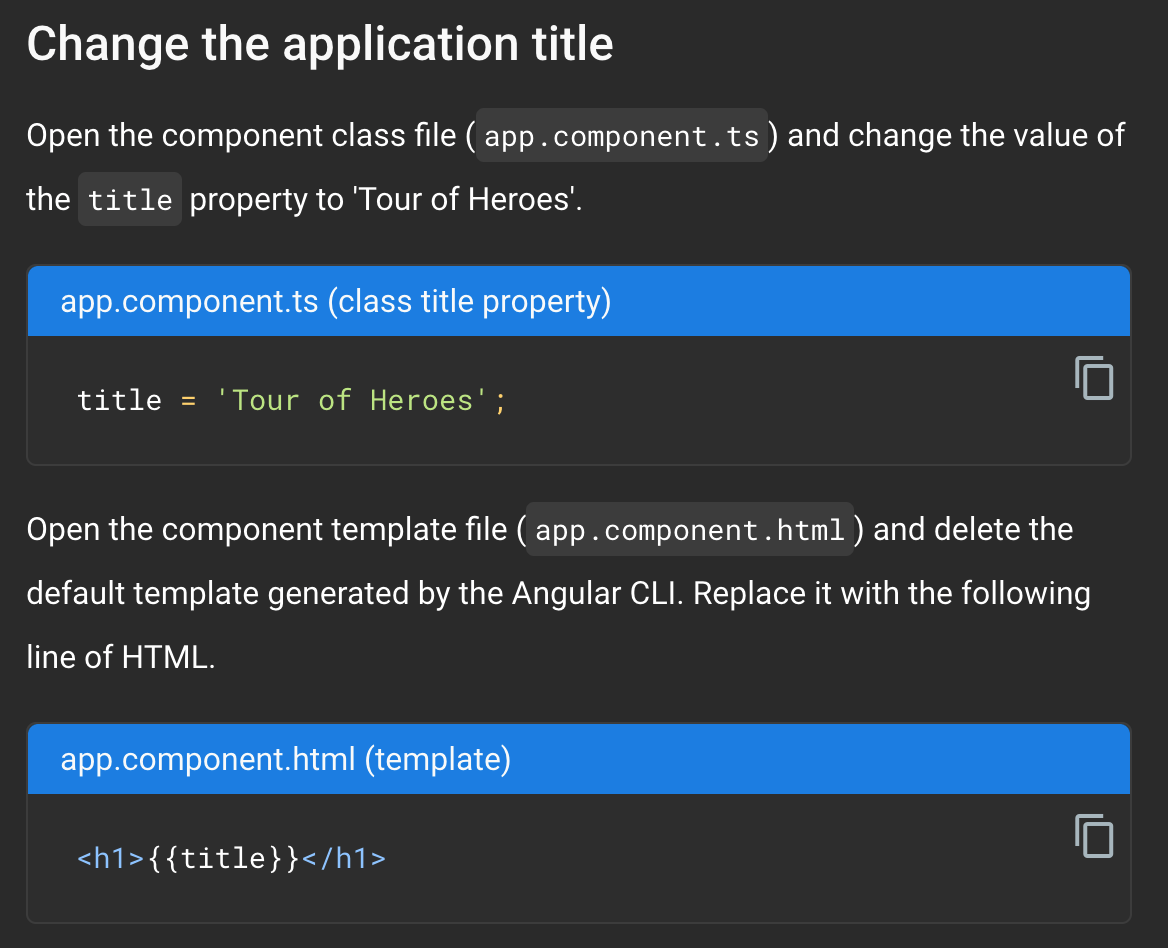 Change the application title
Open the component class file (app.component.ts) and change the value of
the title property to 'Tour of Heroes'.
app.component.ts (class title property)
title = 'Tour of Heroes';
Open the component template file (app.component.html) and delete the
default template generated by the Angular CLI. Replace it with the following
line of HTML.
app.component.html (template)
<h1>{{title}}</h1>